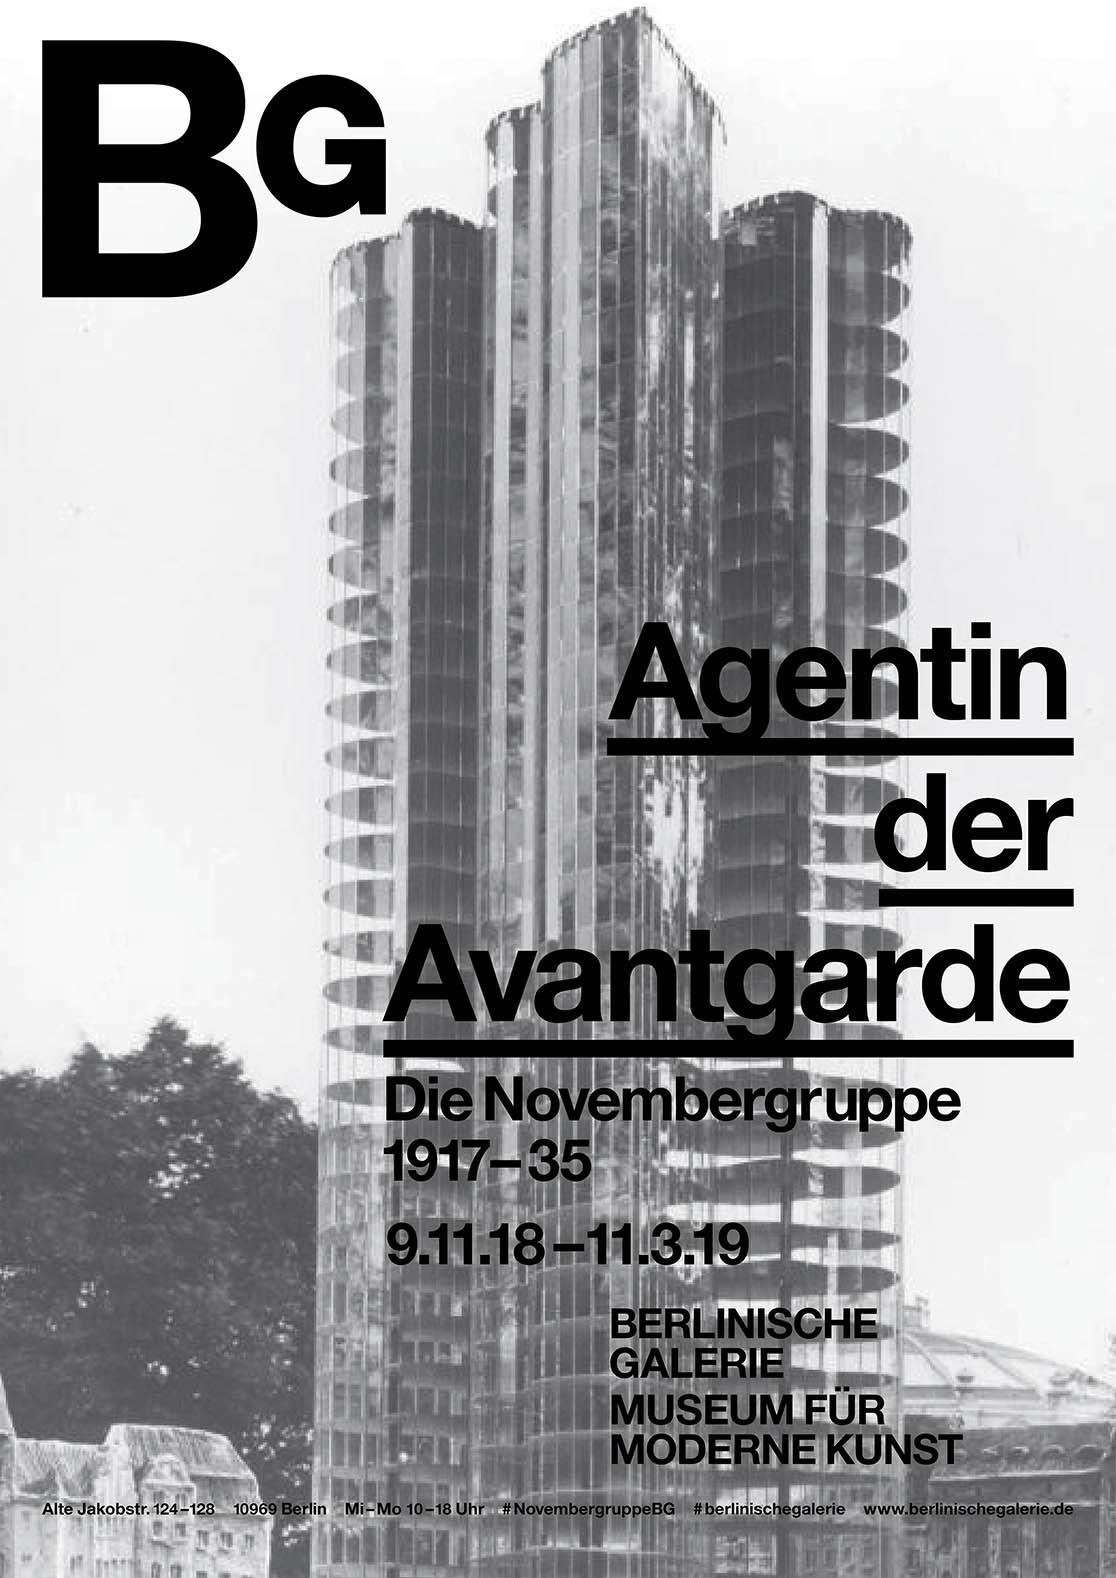 BG
Agentin
der
Avantgarde
Die Novembergruppe
1917–35
9.11.18–11.3.19
BERLINISCHE
GALERIE
MUSEUM FÜR
MODERNE KUNST
Alte Jakobstr. 124–128 10969 Berlin Mi–Mo 10–18 Uhr #NovembergruppeBG #berlinischegalerie www.berlinischegalerie.de